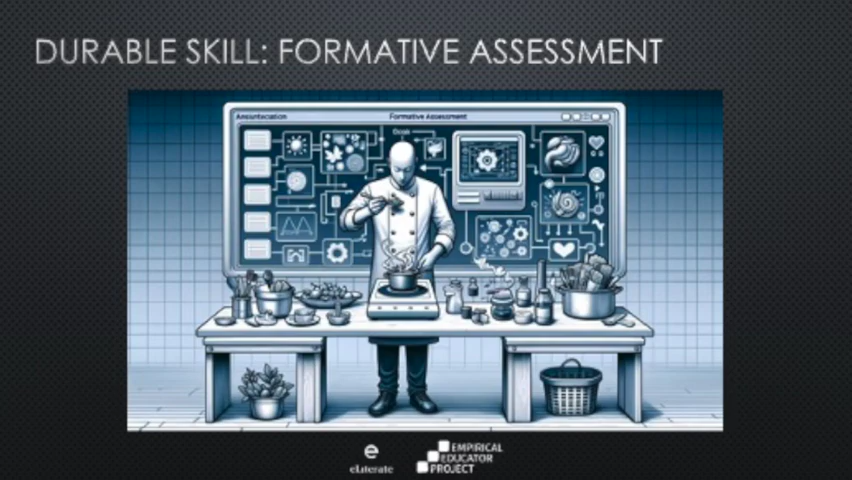 DURABLE SKILL: FORMATIVE ASSESSMENT
Formative Assessment
eLiterate
EMPIRICAL
EDUCATOR
PROJECT